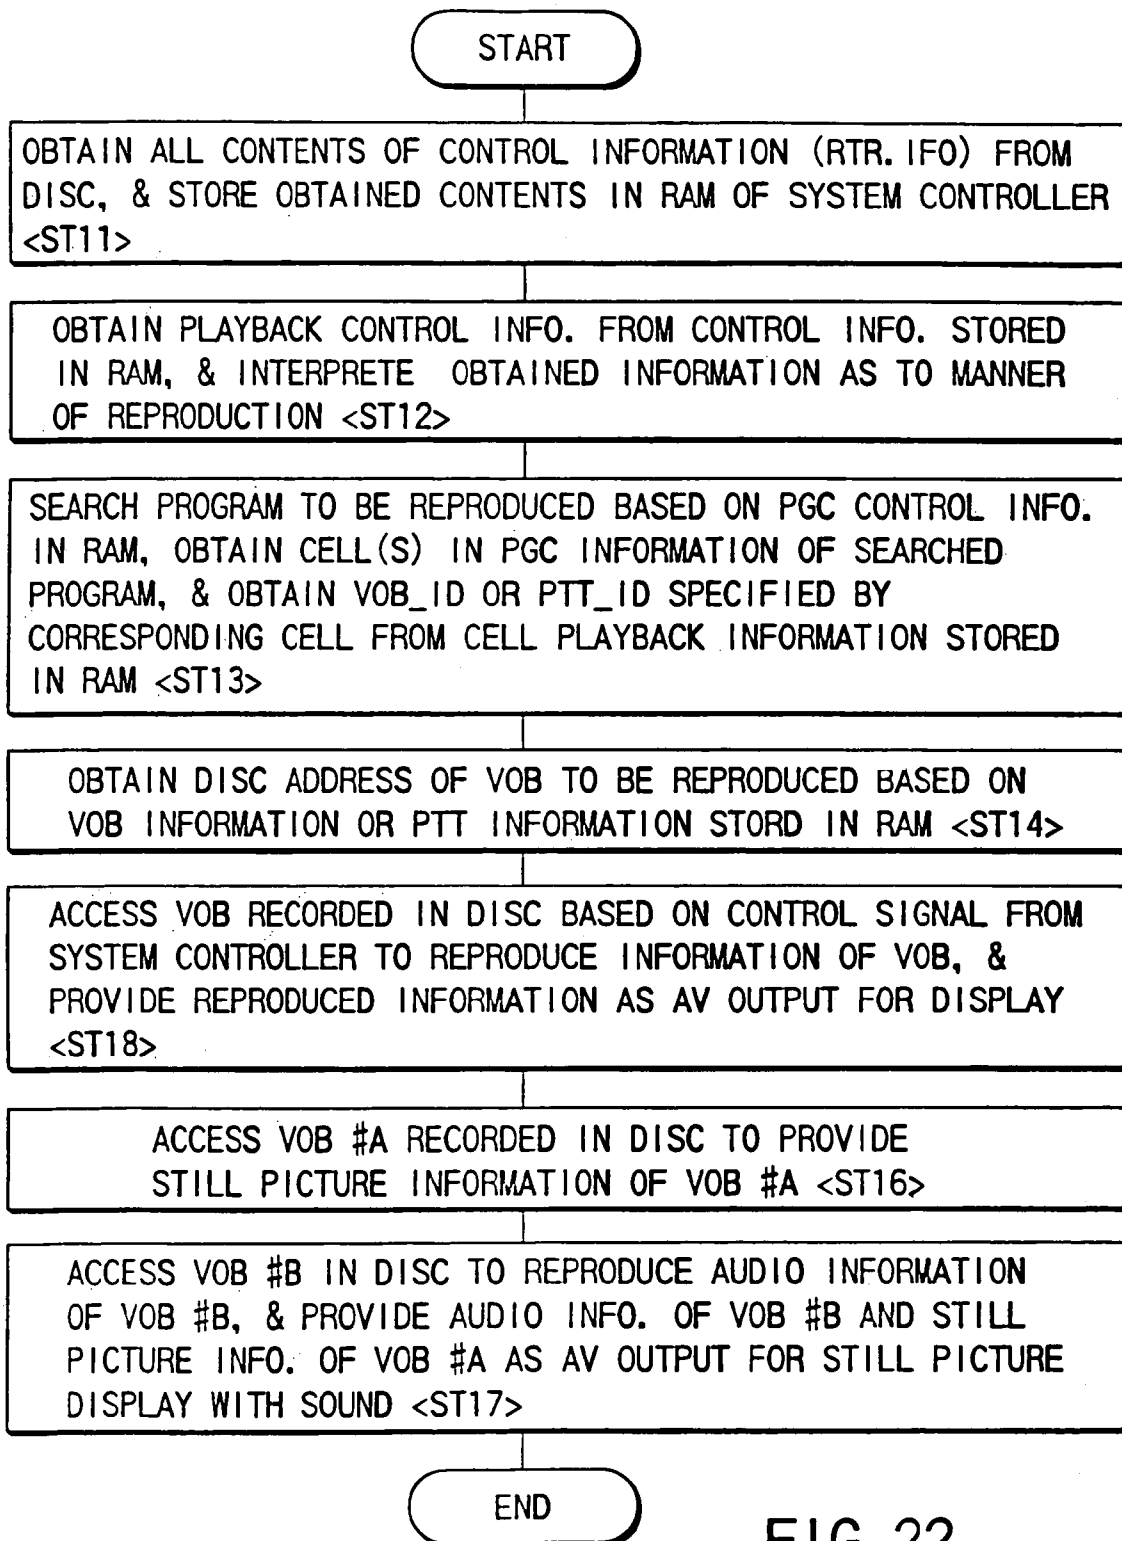 START
OBTAIN ALL CONTENTS OF CONTROL INFORMATION (RTR.IFO) FROM
DISC, & STORE OBTAINED CONTENTS IN RAM OF SYSTEM CONTROLLER
<ST11>
OBTAIN PLAYBACK CONTROL INFO. FROM CONTROL INFO. STORED
IN RAM, & INTERPRETE OBTAINED INFORMATION AS TO MANNER
OF REPRODUCTION <ST12>
SEARCH PROGRAM TO BE REPRODUCED BASED ON PGC CONTROL INFO.
IN RAM, OBTAIN CELL(S) IN PGC INFORMATION OF SEARCHED
PROGRAM, & OBTAIN VOB_ID OR PTT_ID SPECIFIED BY
CORRESPONDING CELL FROM CELL PLAYBACK INFORMATION STORED
IN RAM <ST13>
OBTAIN DISC ADDRESS OF VOB TO BE REPRODUCED BASED ON
VOB INFORMATION OR PTT INFORMATION STORD IN RAM <ST14>
ACCESS VOB RECORDED IN DISC BASED ON CONTROL SIGNAL FROM
SYSTEM CONTROLLER TO REPRODUCE INFORMATION OF VOB, &
PROVIDE REPRODUCED INFORMATION AS AV OUTPUT FOR DISPLAY
<ST18>
ACCESS VOB #A RECORDED IN DISC TO PROVIDE
STILL PICTURE INFORMATION OF VOB #A <ST16>
ACCESS VOB #B IN DISC TO REPRODUCE AUDIO INFORMATION
OF VOB #B, & PROVIDE AUDIO INFO. OF VOB #B AND STILL
PICTURE INFO. OF VOB #A AS AV OUTPUT FOR STILL PICTURE
DISPLAY WITH SOUND <ST17>
END
FIG. 22